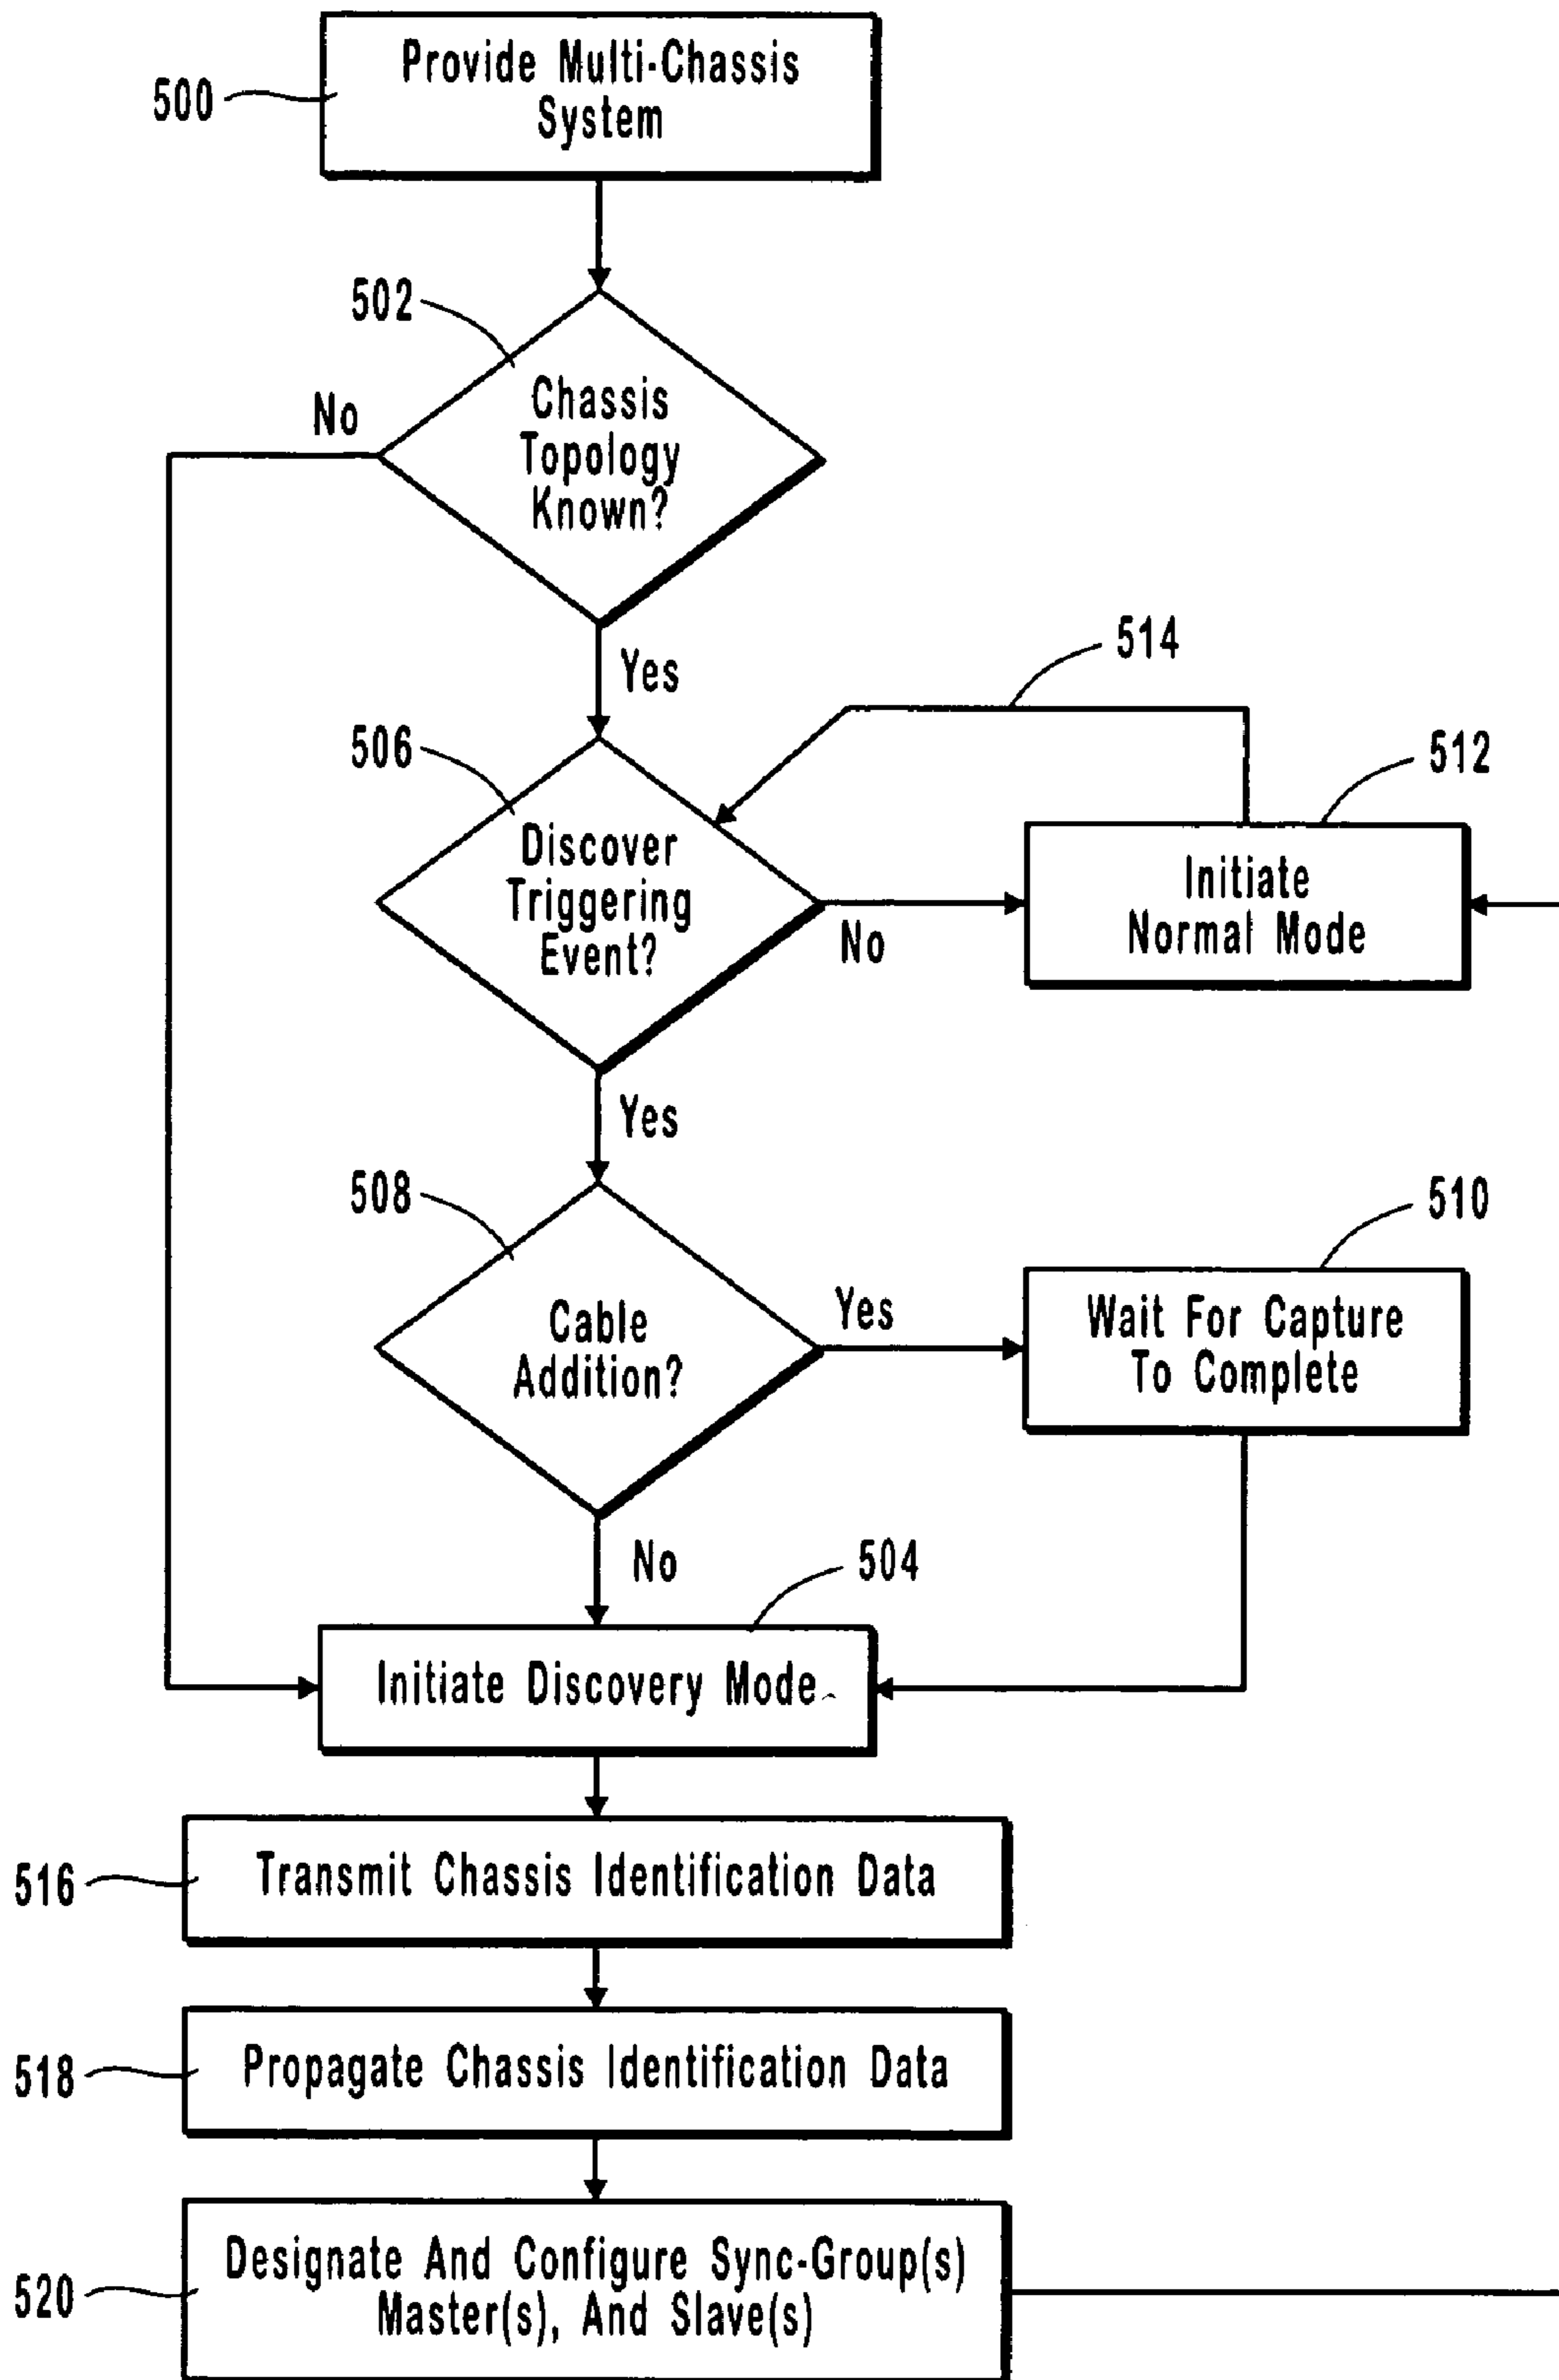 Provide Multi-Chassis
System
500
502
Chassis
Topology
Known?
No
Yes
514
506
512
Discover
Triggering
Event?
No
Initiate
Normal Mode
Yes
508
510
Cable
Addition?
Yes
Wait For Capture
To Complete
No
504
Initiate Discovery Mode
516
Transmit Chassis Identification Data
518
Propagate Chassis Identification Data
520
Designate And Configure Sync-Group(s)
Master(s), And Slave(s)